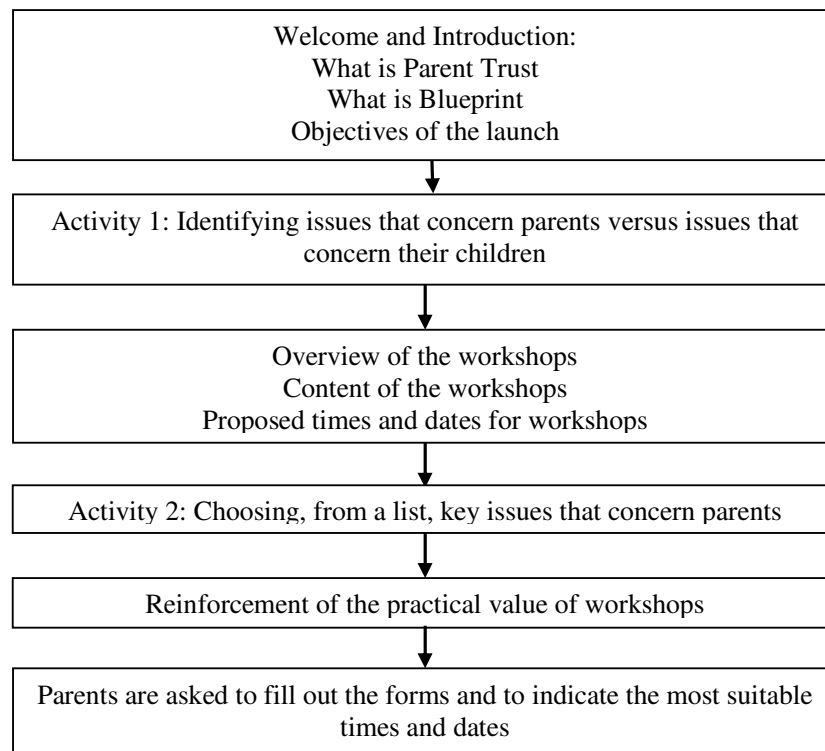 Welcome and Introduction:
What is Parent Trust
What is Blueprint
Objectives of the launch
Activity 1: Identifying issues that concern parents versus issues that
concern their children
Overview of the workshops
Content of the workshops
Proposed times and dates for workshops
Activity 2: Choosing, from a list, key issues that concern parents
Reinforcement of the practical value of workshops
Parents are asked to fill out the forms and to indicate the most suitable
times and dates